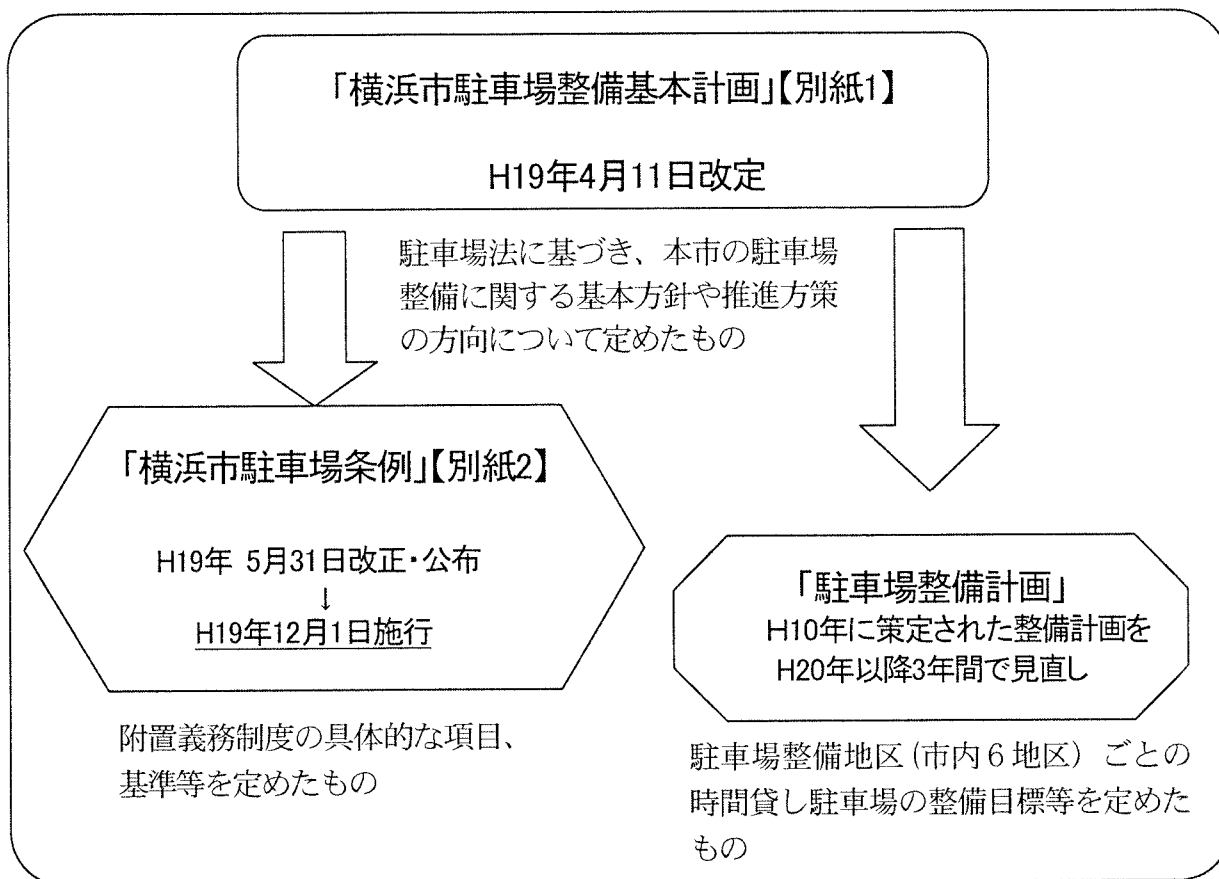 「横浜市駐車場整備基本計画」【別紙1】
H19年4月11日改定
駐車場法に基づき、本市の駐車場
整備に関する基本方針や推進方策
の方向について定めたもの
「横浜市駐車場条例」【別紙2】
H19年 5月31日改正・公布
↓
H19年12月1日施行
附置義務制度の具体的な項目、
基準等を定めたもの
「駐車場整備計画」
H10年に策定された整備計画を
H20年以降3年間で見直し
駐車場整備地区(市内6地区)ごとの
時間貸し駐車場の整備目標等を定めた
もの